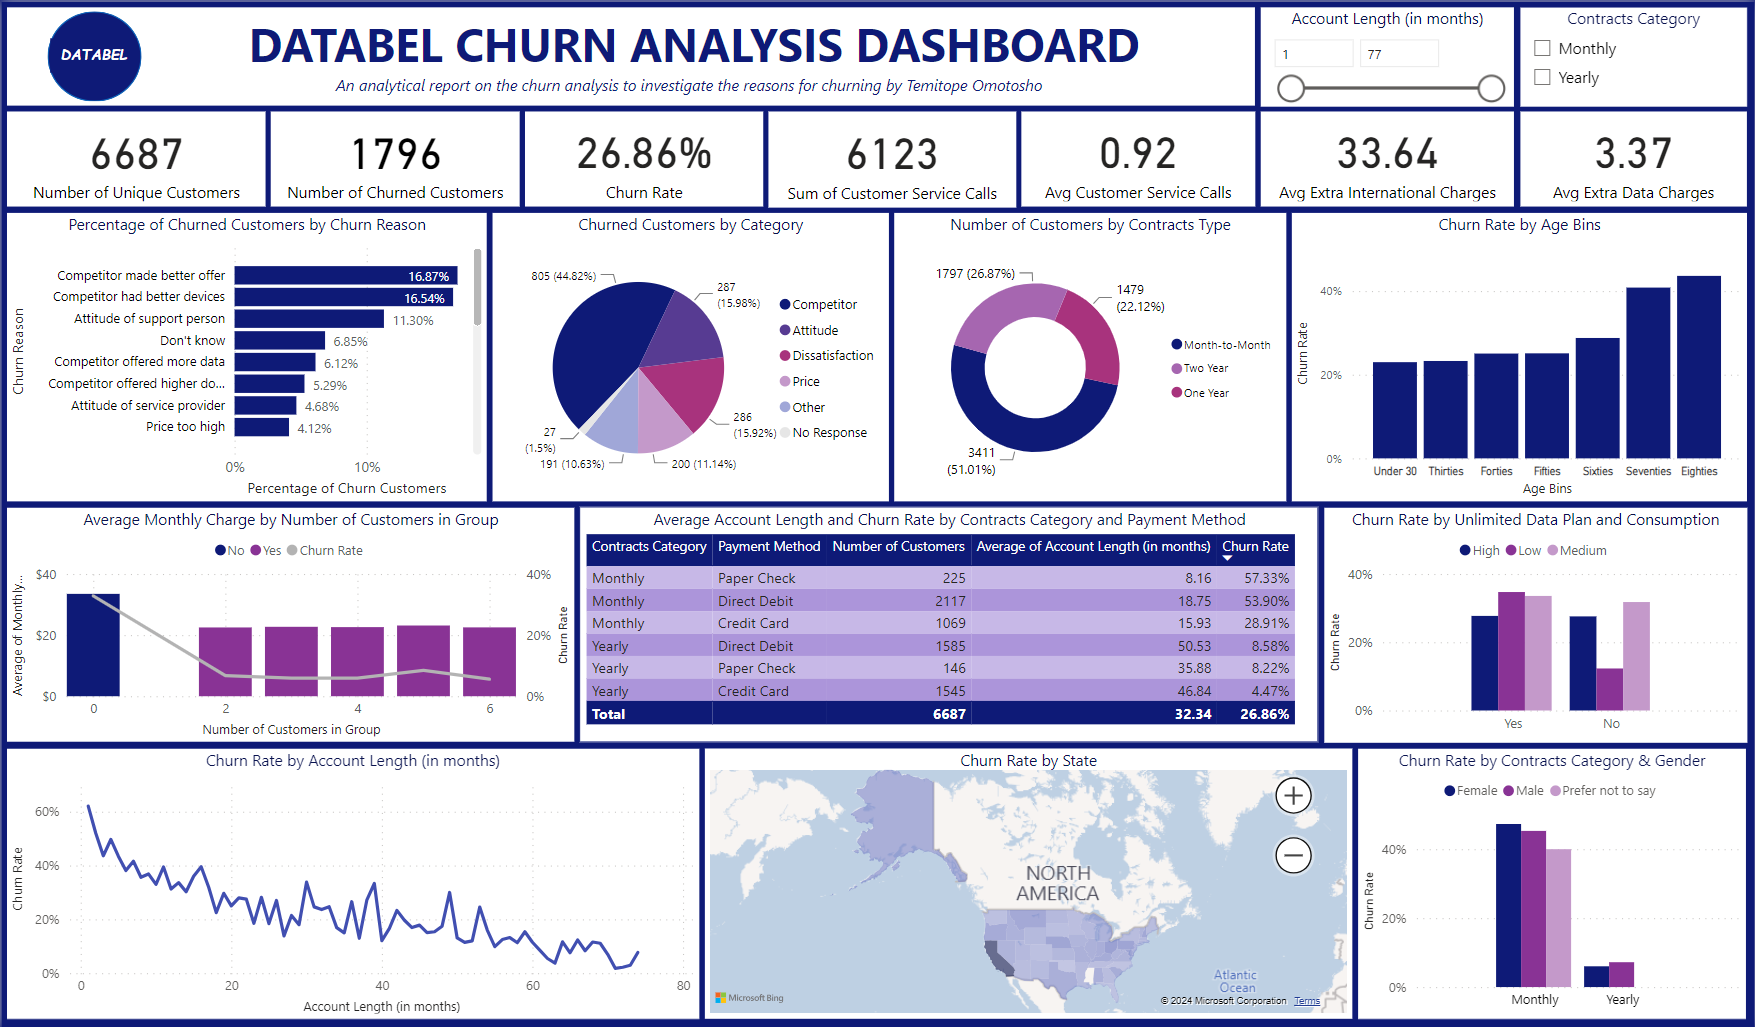 DATABEL
DATABEL CHURN ANALYSIS DASHBOARD
An analytical report on the churn analysis to investigate the reasons for churning by Temitope Omotosho
Account Length (in months)
1
77
Contracts Category
Monthly
Yearly
6687
Number of Unique Customers
1796
Number of Churned Customers
26.86%
Churn Rate
6123
Sum of Customer Service Calls
0.92
Avg Customer Service Calls
33.64
Avg Extra International Charges
3.37
Avg Extra Data Charges
Percentage of Churned Customers by Churn Reason
Churn Reason
Competitor made better offer 16.87%
Competitor had better devices 16.54%
Attitude of support person 11.30%
Don't know 6.85%
Competitor offered more data 6.12%
Competitor offered higher do... 5.29%
Attitude of service provider 4.68%
Price too high 4.12%
0% 10%
Percentage of Churn Customers
Churned Customers by Category
805 (44.82%)
287
(15.98%)
286
(15.92%)
200 (11.14%)
191 (10.63%)
27
(1.5%)
Competitor
Attitude
Dissatisfaction
Price
Other
No Response
Number of Customers by Contracts Type
1797 (26.87%)
1479
(22.12%)
3411
(51.01%)
Month-to-Month
Two Year
One Year
Churn Rate by Age Bins
Churn Rate
40%
20%
0%
Under 30 Thirties Forties Fifties Sixties Seventies Eighties
Age Bins
Average Monthly Charge by Number of Customers in Group
No Yes Churn Rate
Average of Monthly...
$40
$20
$0
40%
20%
0%
Churn Rate
0 2 4 6
Number of Customers in Group
Average Account Length and Churn Rate by Contracts Category and Payment Method
Contracts Category Payment Method Number of Customers Average of Account Length (in months) Churn Rate
Monthly Paper Check 225 8.16 57.33%
Monthly Direct Debit 2117 18.75 53.90%
Monthly Credit Card 1069 15.93 28.91%
Yearly Direct Debit 1585 50.53 8.58%
Yearly Paper Check 146 35.88 8.22%
Yearly Credit Card 1545 46.84 4.47%
Total 6687 32.34 26.86%
Churn Rate by Unlimited Data Plan and Consumption
High Low Medium
Churn Rate
40%
20%
0%
Yes No
Churn Rate by Account Length (in months)
Churn Rate
60%
40%
20%
0%
0 20 40 60 80
Account Length (in months)
Churn Rate by State
NORTH
AMERICA
Atlantic
Ocean
Microsoft Bing
© 2024 Microsoft Corporation Terms
Churn Rate by Contracts Category & Gender
Female Male Prefer not to say
Churn Rate
40%
20%
0%
Monthly Yearly